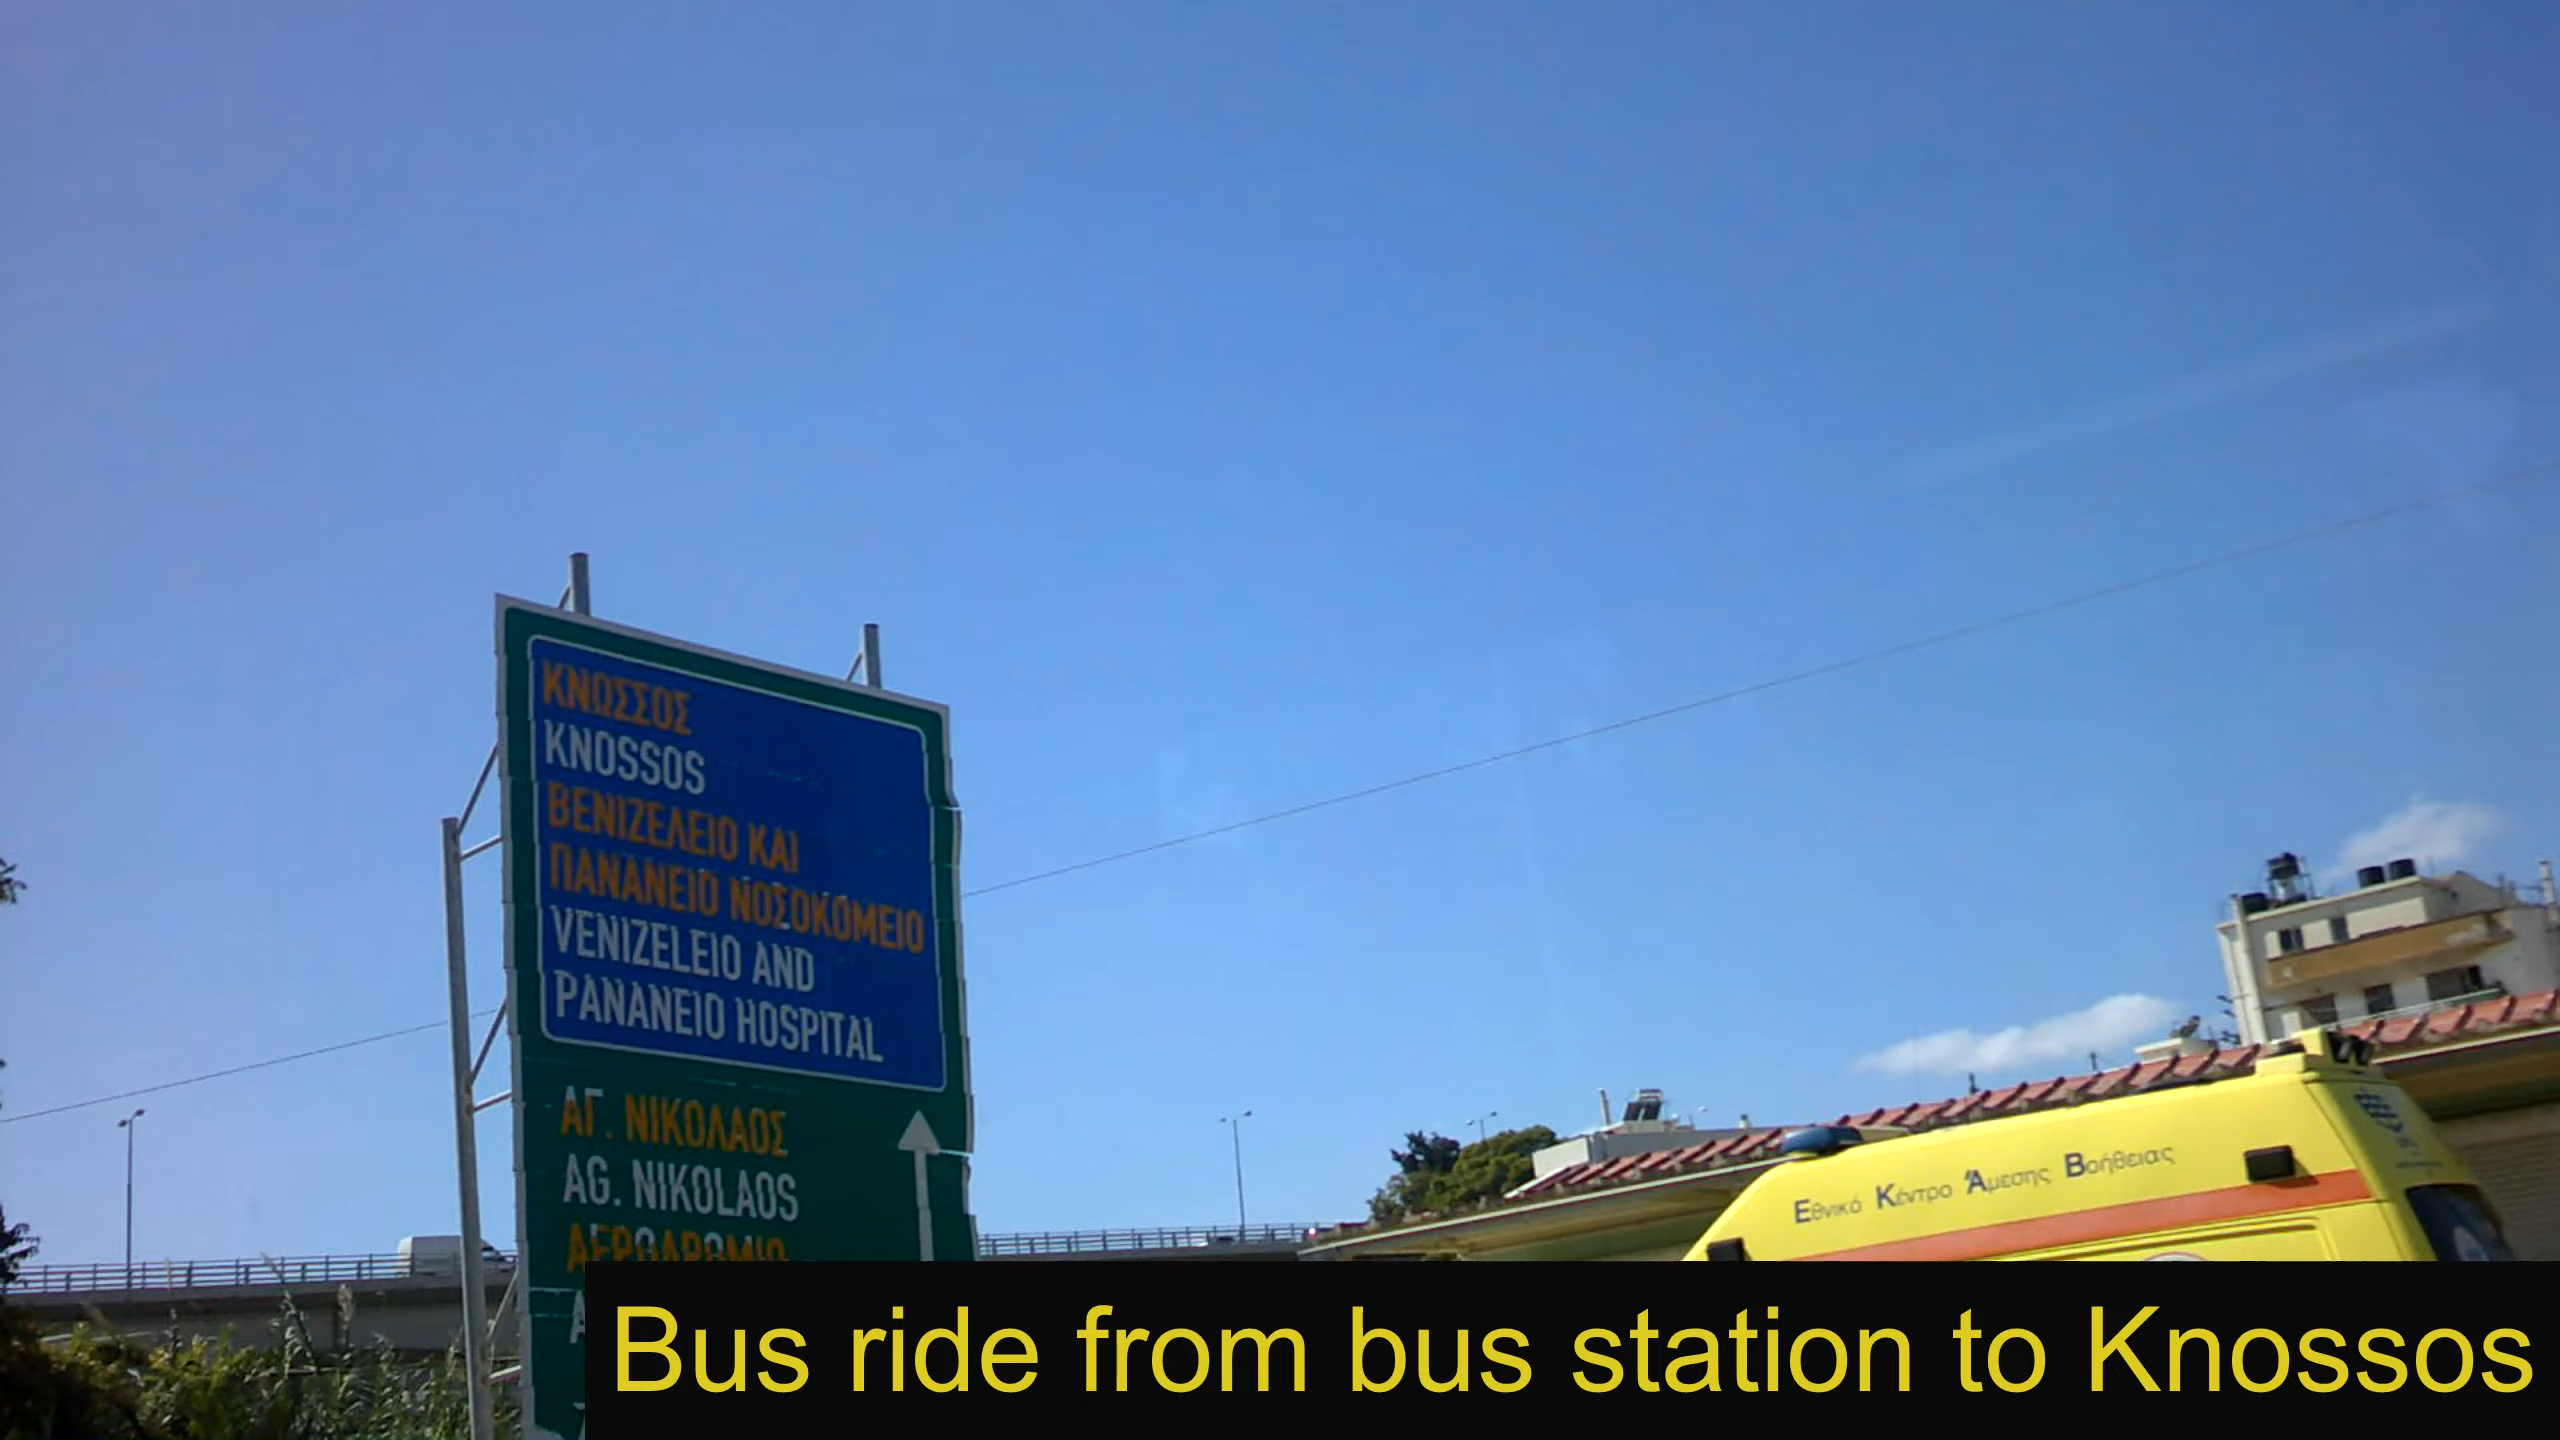 ΚΝΩΣΣΟΣ
KNOSSOS
ΒΕΝΙΖΕΛΕΙΟ ΚΑΙ
ΠΑΝΑΝΕΙΟ ΝΟΣΟΚΟΜΕΙΟ
VENIZELEIO AND
PANANEIO HOSPITAL
ΑΓ. ΝΙΚΟΛΑΟΣ
AG. NIKOLAOS
ΑΕΡΟΔΡΟΜΙΟ
Εθνικό Κέντρο Άμεσης Βοήθειας
Bus ride from bus station to Knossos